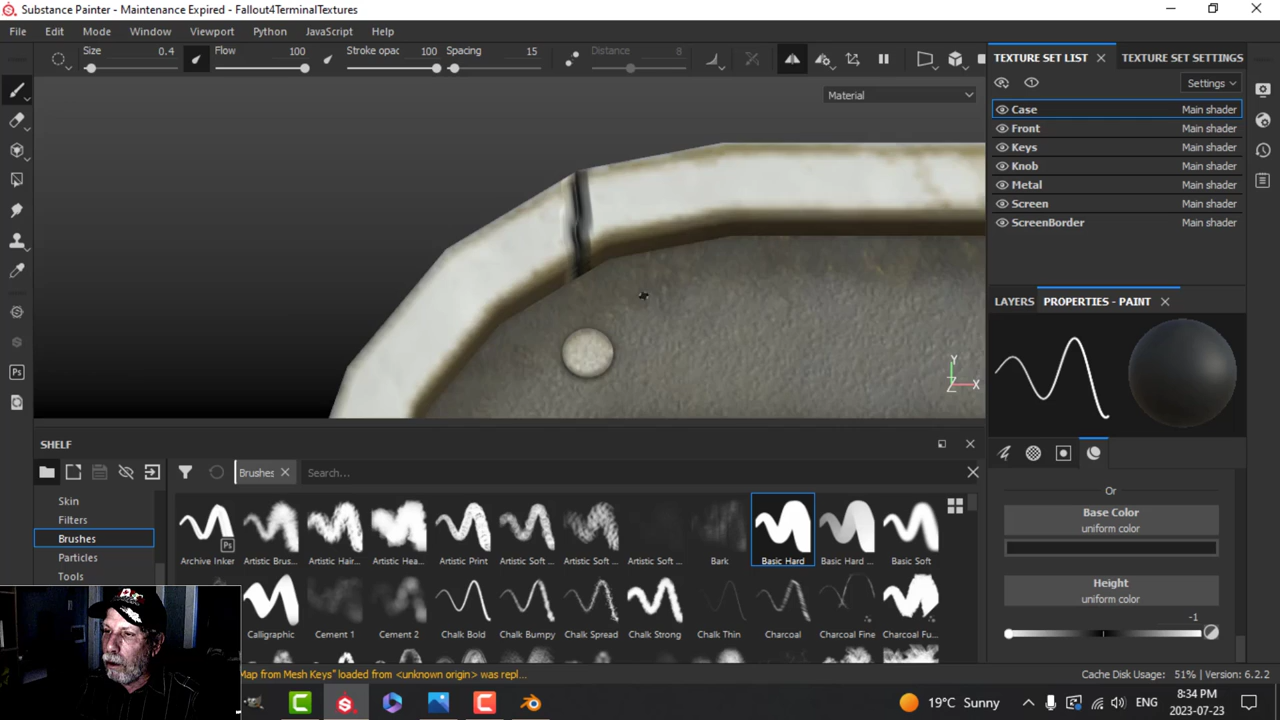 Substance Painter - Maintenance Expired - Fallout4TerminalTextures
File Edit Mode Window Viewport Python JavaScript Help
Size 0.4 Flow 100 Stroke opac 100 Spacing 15 Distance 8
TEXTURE SET LIST TEXTURE SET SETTINGS
Settings
Material
Case Main shader
Front Main shader
Keys Main shader
Knob Main shader
Metal Main shader
Screen Main shader
ScreenBorder Main shader
Y
Z X
LAYERS PROPERTIES - PAINT
SHELF
Brushes Search...
Skin
Filters
Brushes
Particles
Tools
Ps
Ps
Archive Inker Artistic Brus... Artistic Hair... Artistic Hea... Artistic Print Artistic Soft ... Artistic Soft ... Artistic Soft ... Bark Basic Hard Basic Hard ... Basic Soft
Calligraphic Cement 1 Cement 2 Chalk Bold Chalk Bumpy Chalk Spread Chalk Strong Chalk Thin Charcoal Charcoal Fine Charcoal Fu...
Or
Base Color
uniform color
Height
uniform color
-1
Map from Mesh Keys" loaded from <unknown origin> was repl...
Cache Disk Usage: 51% | Version: 6.2.2
19°C Sunny
ENG
8:34 PM
2023-07-23